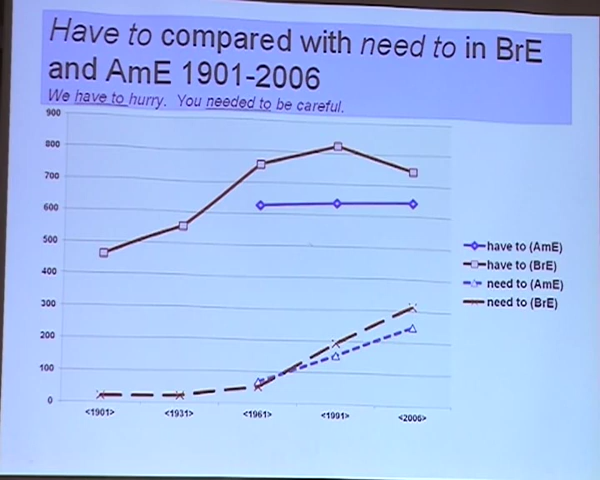 Have to compared with need to in BrE
and AmE 1901-2006
We have to hurry. You needed to be careful.
900
800
700
600
500
400
300
200
100
0
<1901>
<1931>
<1961>
<1991>
<2006>
have to (AmE)
have to (BrE)
need to (AmE)
need to (BrE)